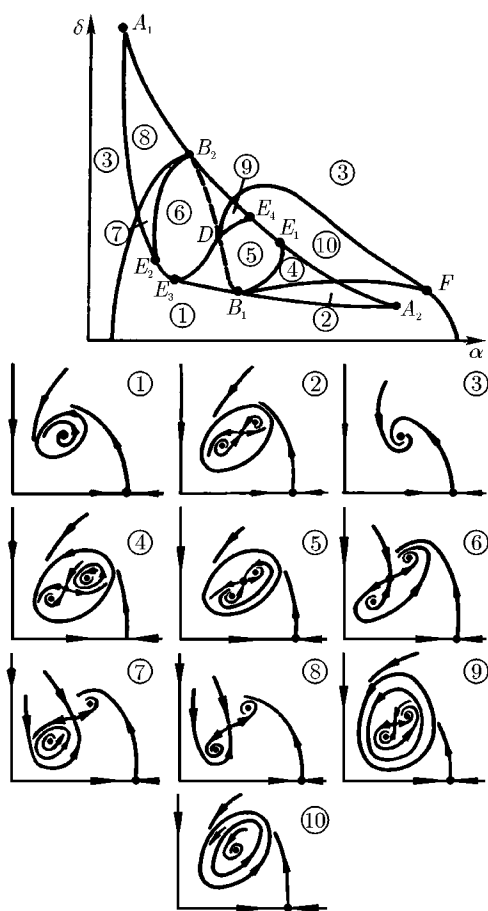 δ
A₁
⑧
③
B₂
⑨
③
⑥
E₄
E₁
⑩
D
⑦
⑤
④
E₂
E₃
F
①
B₁
②
A₂
α
① ② ③
④ ⑤ ⑥
⑦ ⑧ ⑨
⑩